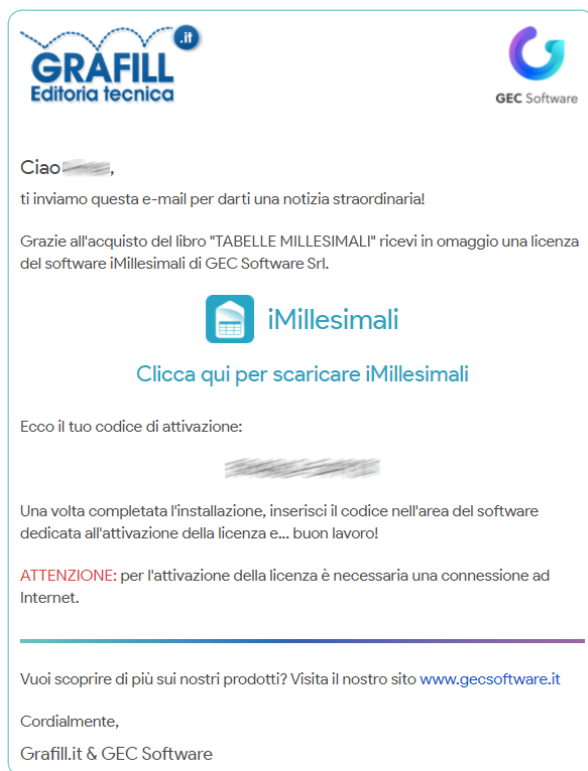 GRAFILL
.it
Editoria tecnica
GEC Software
Ciao ,
ti inviamo questa e-mail per darti una notizia straordinaria!
Grazie all'acquisto del libro "TABELLE MILLESIMALI" ricevi in omaggio una licenza
del software iMillesimali di GEC Software Srl.
iMillesimali
Clicca qui per scaricare iMillesimali
Ecco il tuo codice di attivazione:
Una volta completata l'installazione, inserisci il codice nell'area del software
dedicata all'attivazione della licenza e... buon lavoro!
ATTENZIONE: per l'attivazione della licenza è necessaria una connessione ad
Internet.
Vuoi scoprire di più sui nostri prodotti? Visita il nostro sito www.gecsoftware.it
Cordialmente,
Grafill.it & GEC Software